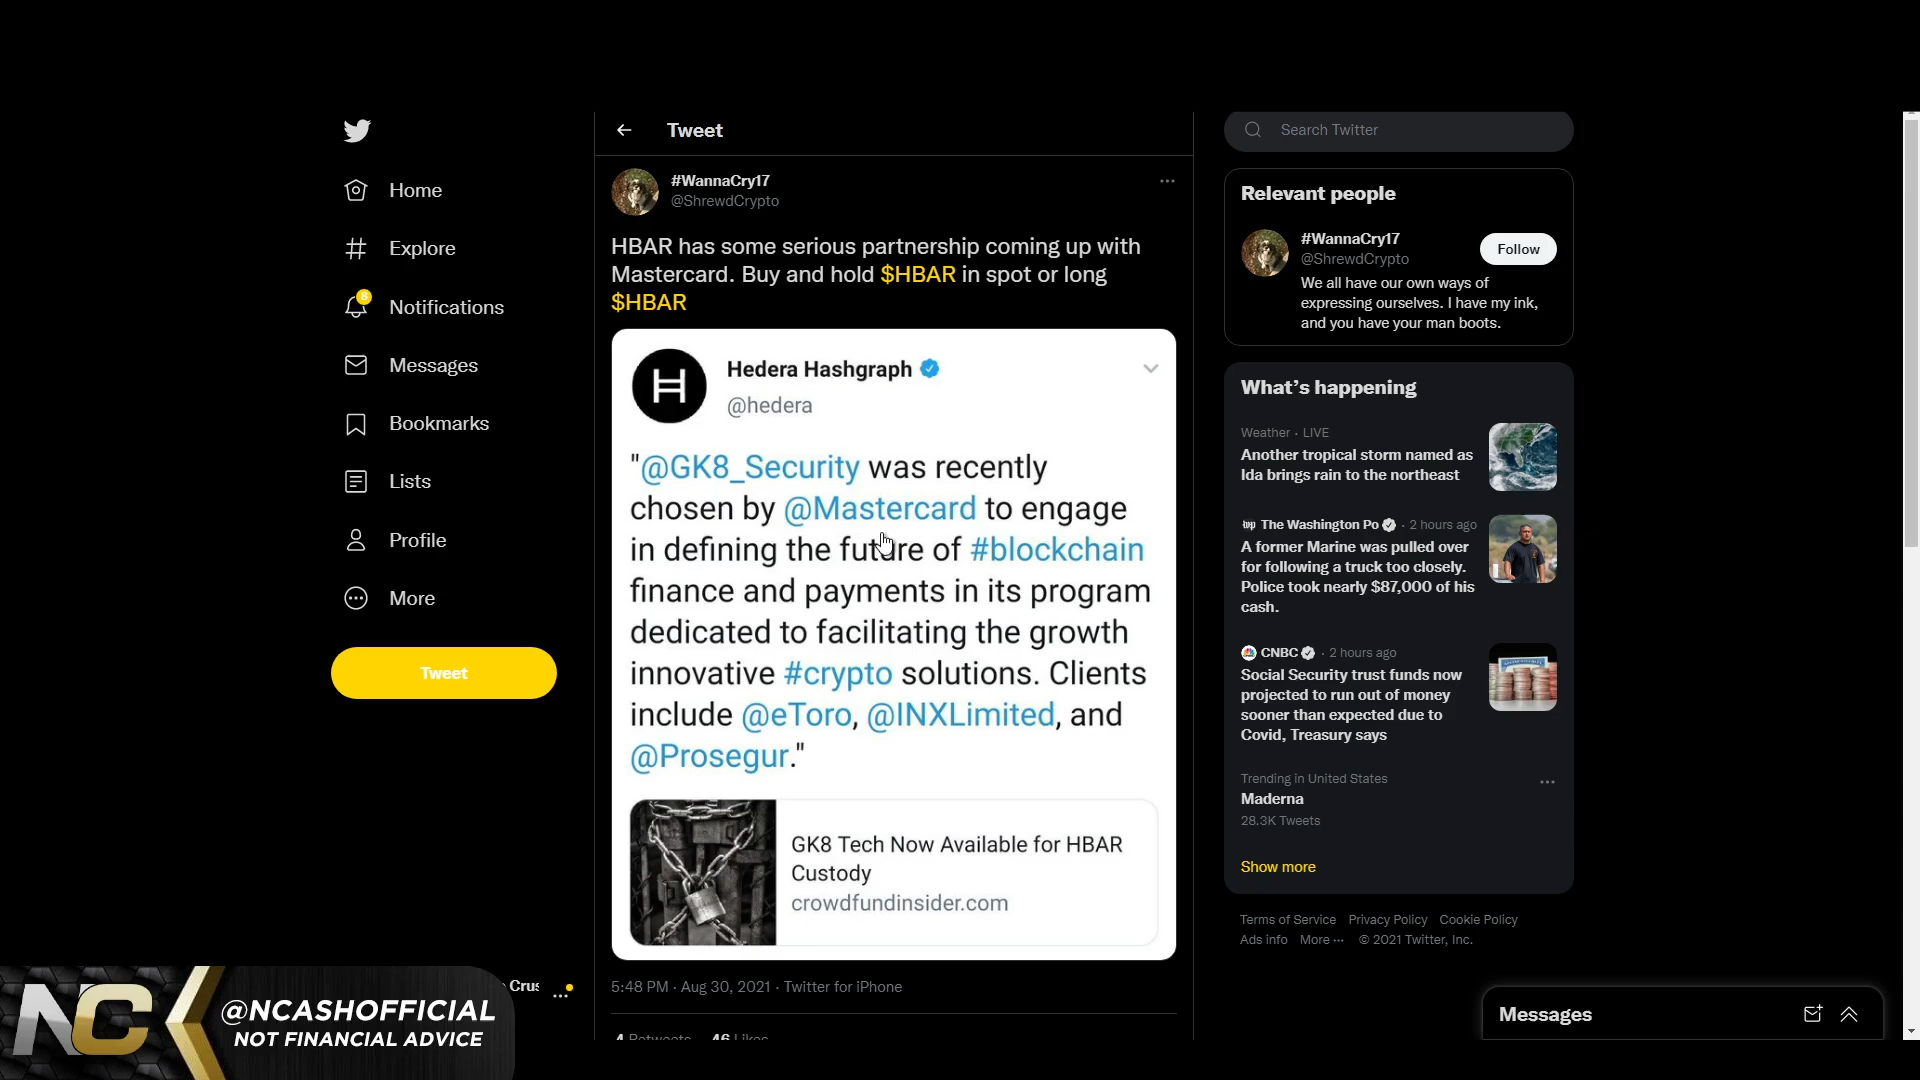 Home
Explore
8
Notifications
Messages
Bookmarks
Lists
Profile
More
Tweet
Tweet
#WannaCry17
@ShrewdCrypto
HBAR has some serious partnership coming up with
Mastercard. Buy and hold $HBAR in spot or long
$HBAR
Hedera Hashgraph
@hedera
"@GK8_Security was recently
chosen by @Mastercard to engage
in defining the future of #blockchain
finance and payments in its program
dedicated to facilitating the growth
innovative #crypto solutions. Clients
include @eToro, @INXLimited, and
@Prosegur."
GK8 Tech Now Available for HBAR
Custody
crowdfundinsider.com
5:48 PM · Aug 30, 2021 · Twitter for iPhone
4 Retweets 46 Likes
Search Twitter
Relevant people
#WannaCry17
@ShrewdCrypto
Follow
We all have our own ways of
expressing ourselves. I have my ink,
and you have your man boots.
What's happening
Weather · LIVE
Another tropical storm named as
Ida brings rain to the northeast
wp The Washington Po · 2 hours ago
A former Marine was pulled over
for following a truck too closely.
Police took nearly $87,000 of his
cash.
CNBC · 2 hours ago
Social Security trust funds now
projected to run out of money
sooner than expected due to
Covid, Treasury says
Trending in United States
Maderna
28.3K Tweets
Show more
Terms of Service Privacy Policy Cookie Policy
Ads info More ··· © 2021 Twitter, Inc.
Messages
Crus
NC
@NCASHOFFICIAL
NOT FINANCIAL ADVICE